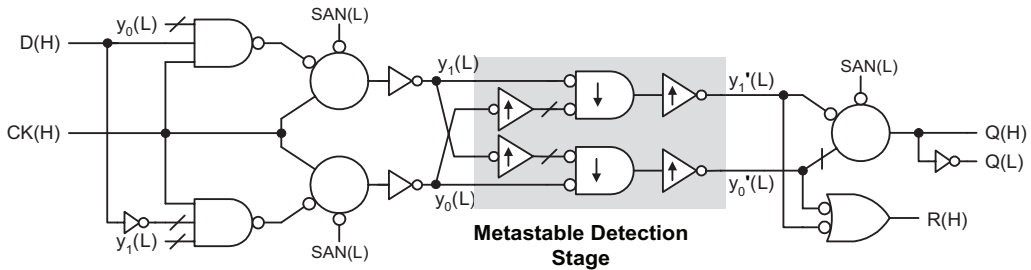 SAN(L)
y0(L)
D(H)
y1(L)
y1'(L)
SAN(L)
CK(H)
Q(H)
Q(L)
y0(L)
y0'(L)
y1(L)
SAN(L)
R(H)
Metastable Detection
Stage